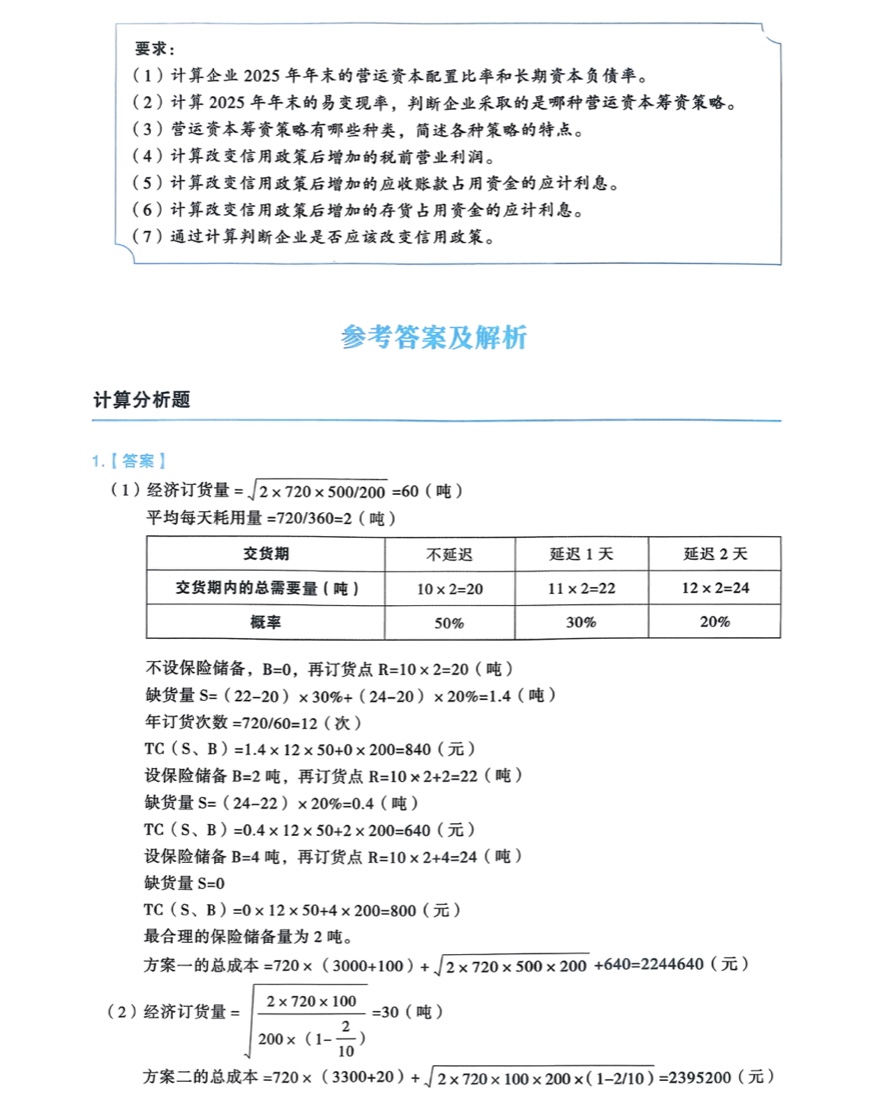 要求：
（1）计算企业 2025 年年末的营运资本配置比率和长期资本负债率。
（2）计算 2025 年年末的易变现率，判断企业采取的是哪种营运资本筹资策略。
（3）营运资本筹资策略有哪些种类，简述各种策略的特点。
（4）计算改变信用政策后增加的税前营业利润。
（5）计算改变信用政策后增加的应收账款占用资金的应计利息。
（6）计算改变信用政策后增加的存货占用资金的应计利息。
（7）通过计算判断企业是否应该改变信用政策。
参考答案及解析
计算分析题
1.【答案】
（1）经济订货量 =√2×720×500/200 =60（吨）
平均每天耗用量 =720/360=2（吨）
交货期 不延迟 延迟 1 天 延迟 2 天
交货期内的总需要量（吨） 10×2=20 11×2=22 12×2=24
概率 50% 30% 20%
不设保险储备，B=0，再订货点 R=10×2=20（吨）
缺货量 S=（22-20）×30%+（24-20）×20%=1.4（吨）
年订货次数 =720/60=12（次）
TC（S、B）=1.4×12×50+0×200=840（元）
设保险储备 B=2 吨，再订货点 R=10×2+2=22（吨）
缺货量 S=（24-22）×20%=0.4（吨）
TC（S、B）=0.4×12×50+2×200=640（元）
设保险储备 B=4 吨，再订货点 R=10×2+4=24（吨）
缺货量 S=0
TC（S、B）=0×12×50+4×200=800（元）
最合理的保险储备量为 2 吨。
方案一的总成本 =720×（3000+100）+√2×720×500×200 +640=2244640（元）
（2）经济订货量 =√(2×720×100)/(200×（1-2/10）) =30（吨）
方案二的总成本 =720×（3300+20）+√2×720×100×200×（1-2/10）=2395200（元）